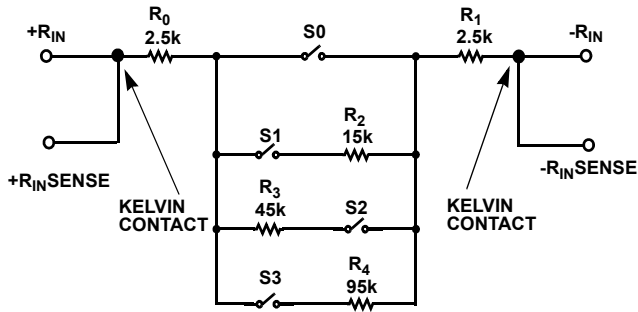 +RIN
R0
2.5k
S0
R1
2.5k
-RIN
+RINSENSE
S1
R2
15k
-RINSENSE
KELVIN
CONTACT
R3
45k
S2
KELVIN
CONTACT
S3
R4
95k